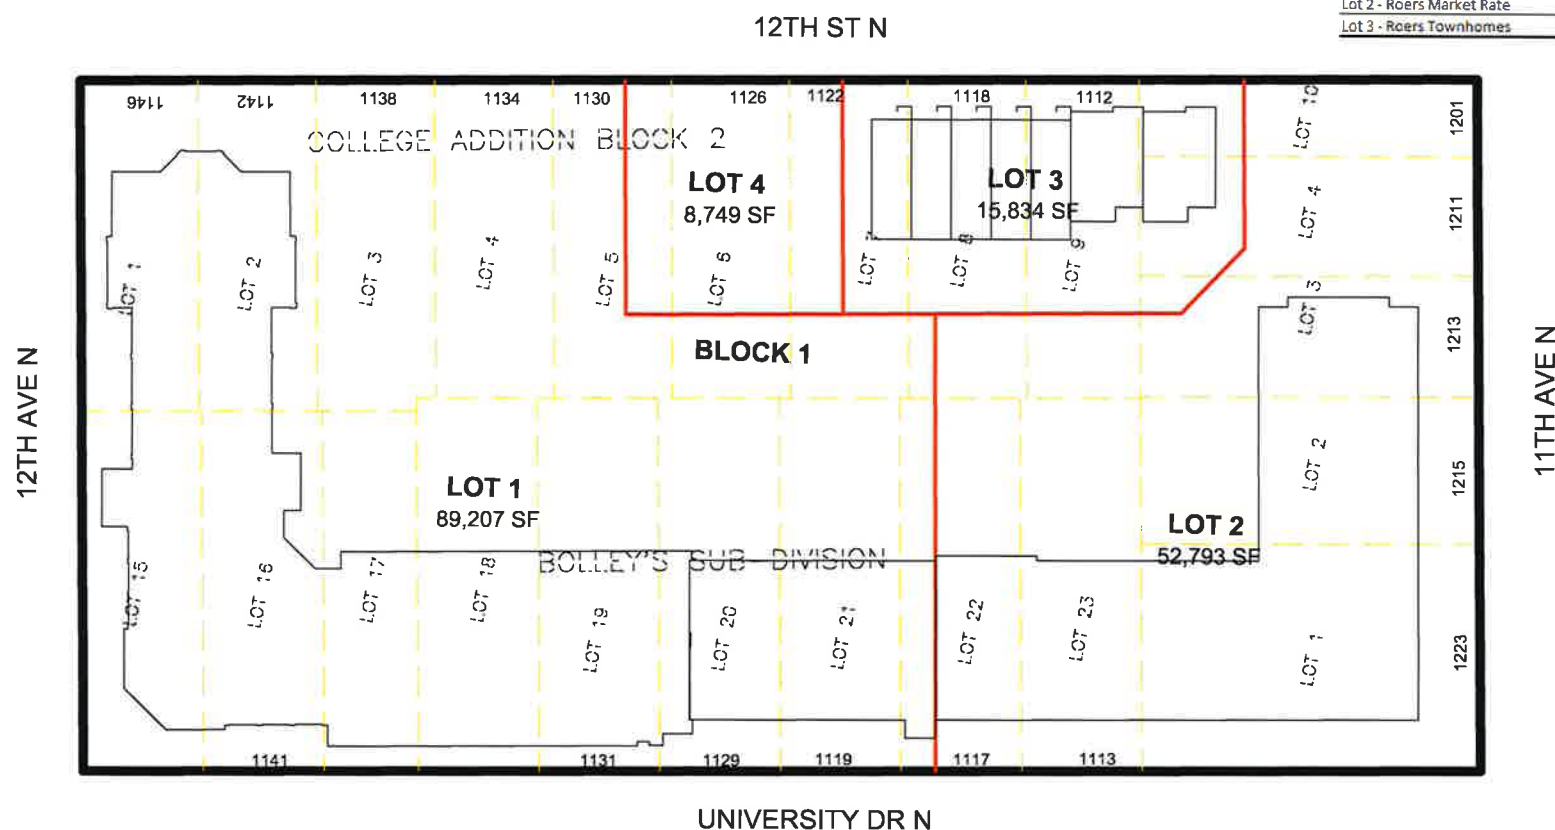 Lot 2 - Roers Market Rate
Lot 3 - Roers Townhomes
12TH ST N
1146
1142
1138
1134
1130
1126
1122
1118
1112
LOT 10
1201
COLLEGE ADDITION BLOCK 2
LOT 4
8,749 SF
LOT 3
15,834 SF
LOT 4
1211
LOT 1
LOT 2
LOT 3
LOT 4
LOT 5
LOT 6
LOT 7
LOT 8
LOT 9
LOT 3
1213
BLOCK 1
12TH AVE N
11TH AVE N
LOT 1
89,207 SF
LOT 2
1215
LOT 2
52,793 SF
BOLLEY'S SUB DIVISION
LOT 15
LOT 16
LOT 17
LOT 18
LOT 19
LOT 20
LOT 21
LOT 22
LOT 23
LOT 1
1223
1141
1131
1129
1119
1117
1113
UNIVERSITY DR N